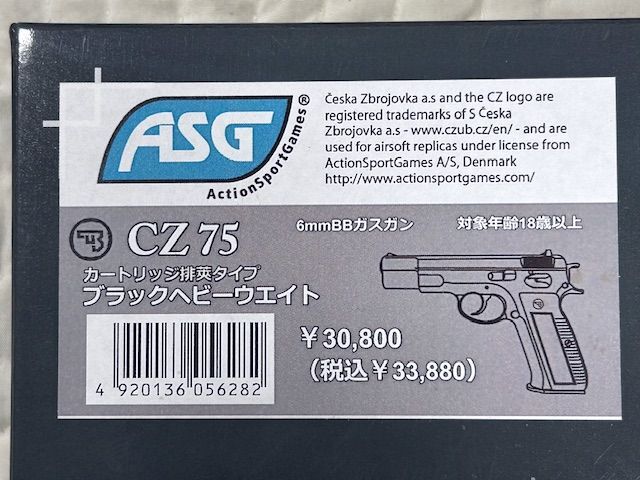 ASG
ActionSportGames®
Česka Zbrojovka a.s and the CZ logo are
registered trademarks of S Česka
Zbrojovka a.s - www.czub.cz/en/ - and are
used for airsoft replicas under license from
ActionSportGames A/S, Denmark
http://www.actionsportgames.com/
CZ 75
6mmBBガスガン
対象年齢18歳以上
カートリッジ排莢タイプ
ブラックヘビーウエイト
￥30,800
（税込￥33,880）
4 920136 056282